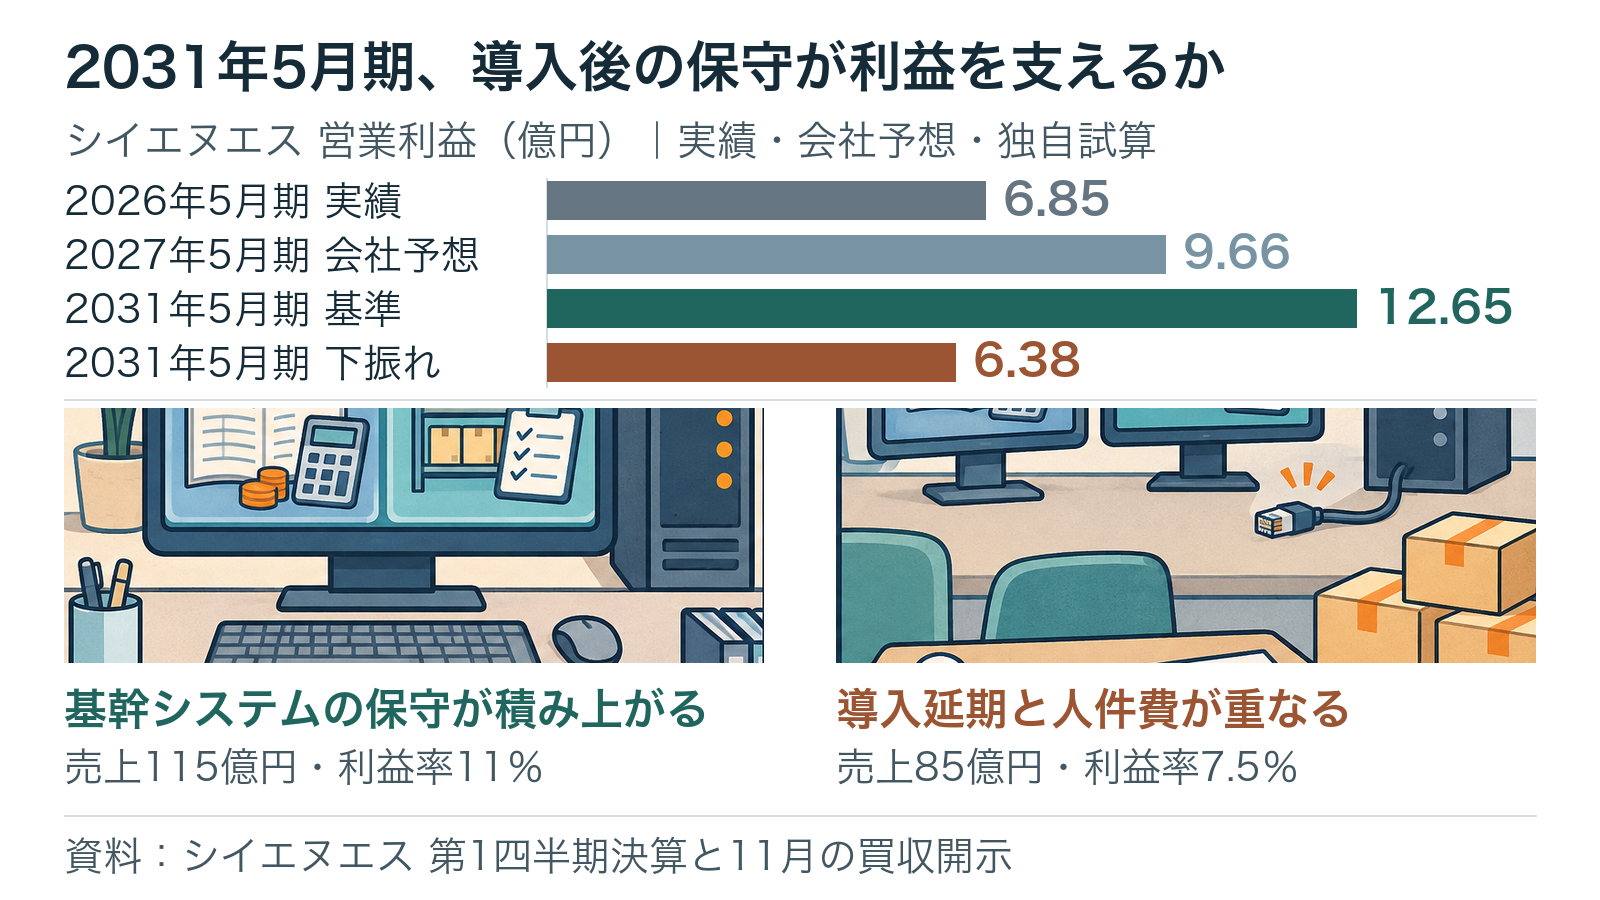 2031年5月期、導入後の保守が利益を支えるか
シイエヌエス 営業利益（億円）｜実績・会社予想・独自試算
2026年5月期 実績 6.85
2027年5月期 会社予想 9.66
2031年5月期 基準 12.65
2031年5月期 下振れ 6.38
基幹システムの保守が積み上がる
売上115億円・利益率11%
導入延期と人件費が重なる
売上85億円・利益率7.5%
資料：シイエヌエス 第1四半期決算と11月の買収開示